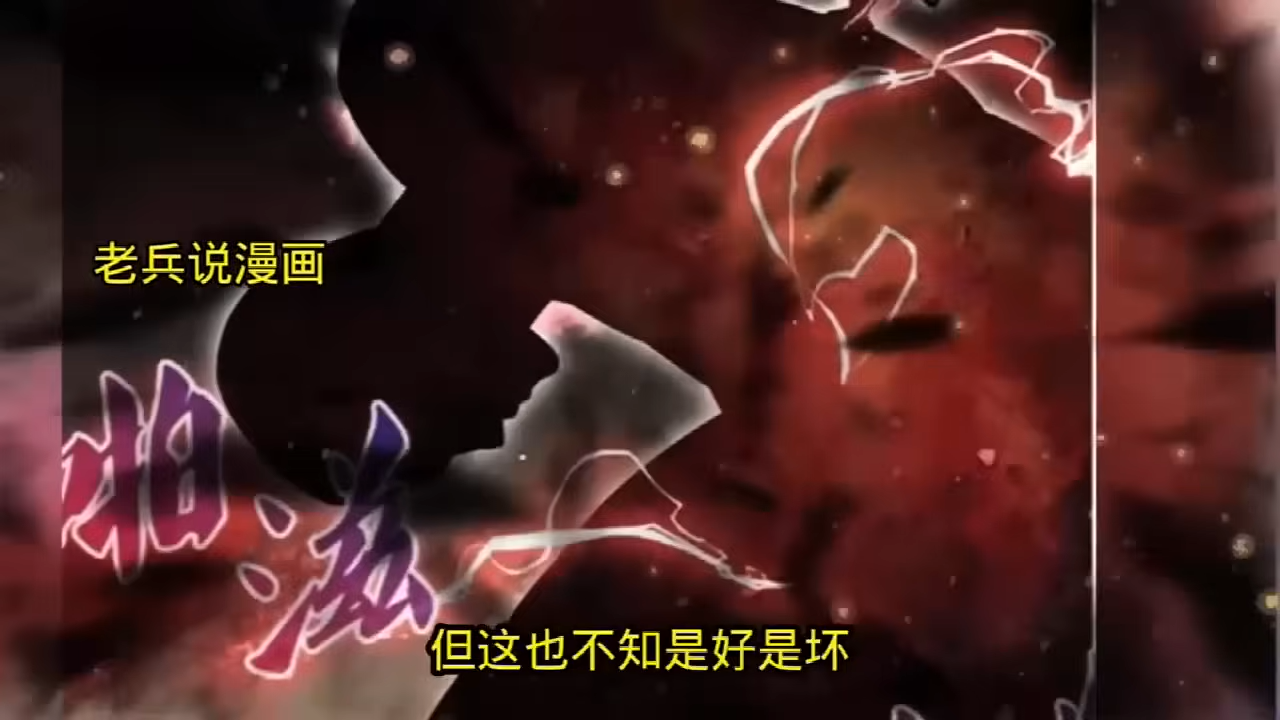 老兵说漫画
啪滋
但这也不知是好是坏